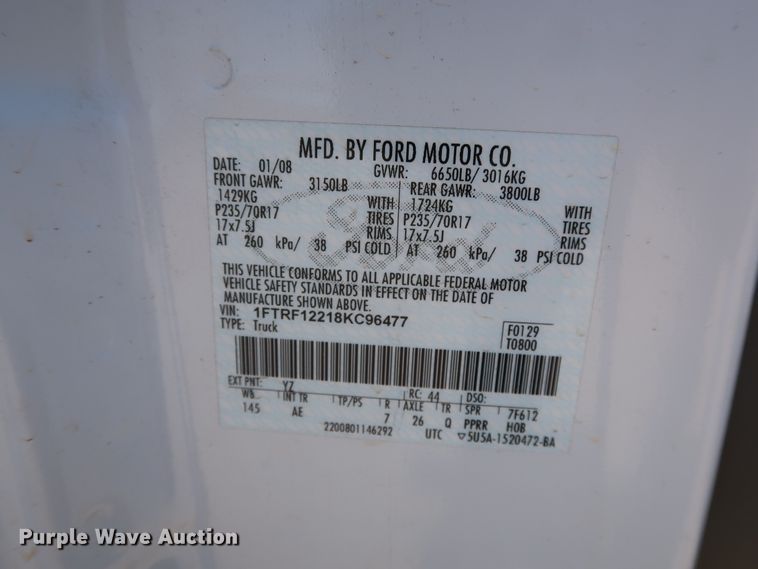 MFD. BY FORD MOTOR CO.
DATE: 01/08 GVWR: 6650LB/ 3016KG
FRONT GAWR: 3150LB REAR GAWR: 3800LB
1429KG WITH 1724KG WITH
P235/70R17 TIRES P235/70R17 TIRES
17x7.5J RIMS 17x7.5J RIMS
AT 260 kPa/ 38 PSI COLD AT 260 kPa/ 38 PSI COLD
Ford
THIS VEHICLE CONFORMS TO ALL APPLICABLE FEDERAL MOTOR
VEHICLE SAFETY STANDARDS IN EFFECT ON THE DATE OF
MANUFACTURE SHOWN ABOVE.
VIN: 1FTRF12218KC96477
TYPE: Truck
F0129
T0800
EXT PNT: YZ RC: 44 DSO:
WB INT TR TP/PS R AXLE TR SPR 7F612
145 AE 7 26 Q PPRR HOB
2200801146292 UTC ▽5U5A-1520472-BA
Purple Wave Auction